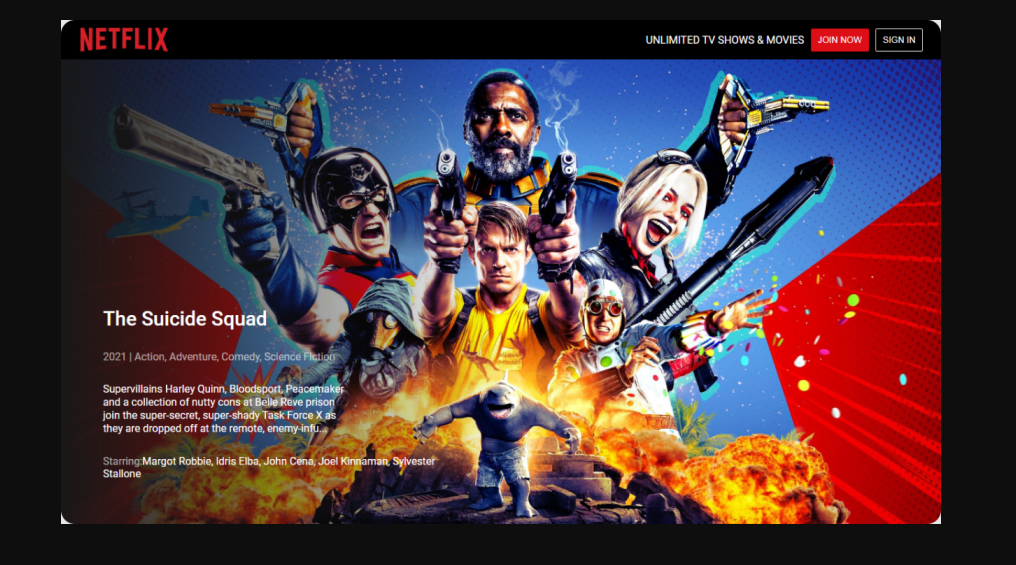 NETFLIX
UNLIMITED TV SHOWS & MOVIES
JOIN NOW
SIGN IN
The Suicide Squad
2021 | Action, Adventure, Comedy, Science Fiction
Supervillains Harley Quinn, Bloodsport, Peacemaker
and a collection of nutty cons at Belle Reve prison
join the super-secret, super-shady Task Force X as
they are dropped off at the remote, enemy-infu...
Starring:Margot Robbie, Idris Elba, John Cena, Joel Kinnaman, Sylvester
Stallone